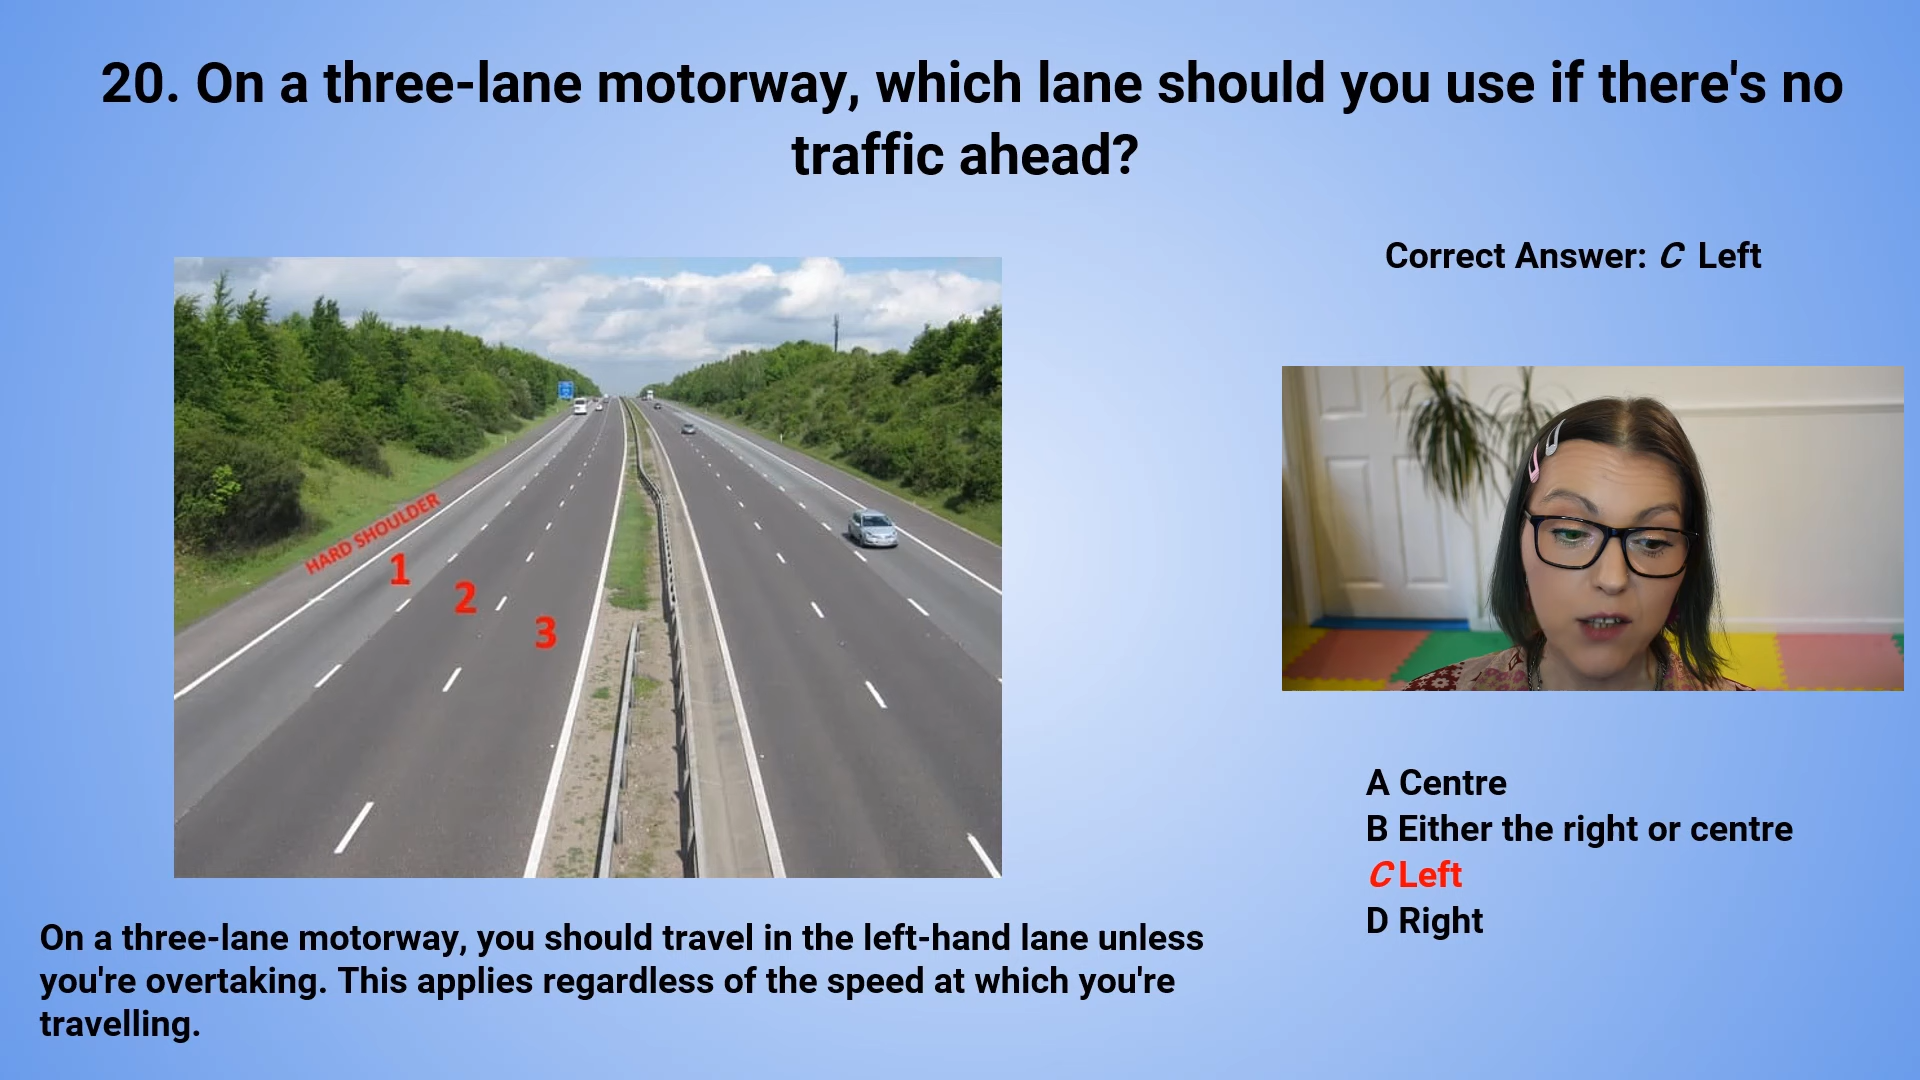 20. On a three-lane motorway, which lane should you use if there's no
traffic ahead?
Correct Answer: C Left
HARD SHOULDER
1
2
3
A Centre
B Either the right or centre
C Left
D Right
On a three-lane motorway, you should travel in the left-hand lane unless
you're overtaking. This applies regardless of the speed at which you're
travelling.